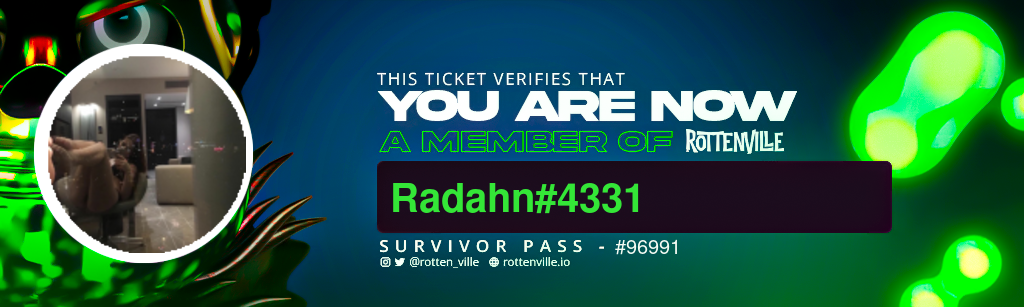 THIS TICKET VERIFIES THAT
YOU ARE NOW
A MEMBER OF ROTTENVILLE
Radahn#4331
SURVIVOR PASS - #96991
@rotten_ville rottenville.io